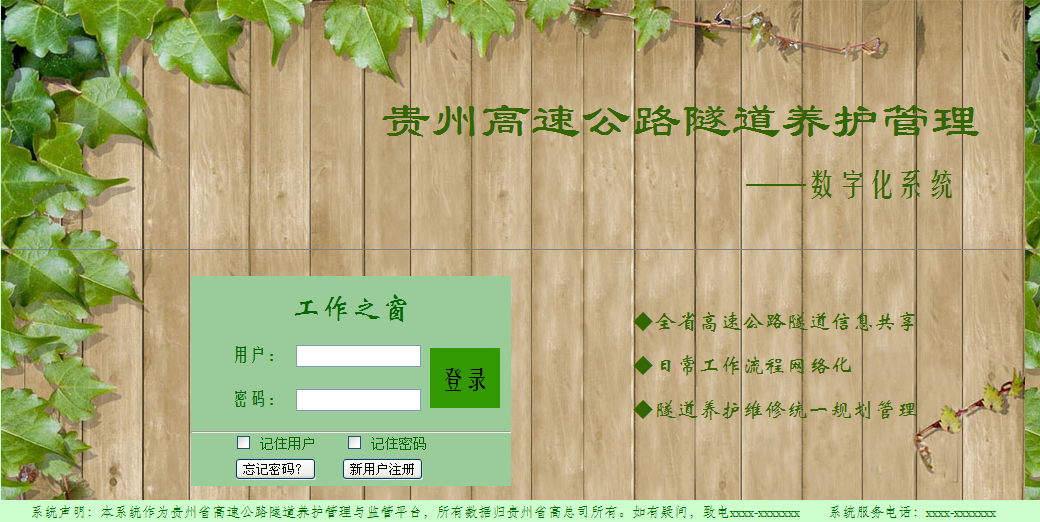 贵州高速公路隧道养护管理
——数字化系统
工作之窗
用户：
密码：
登录
记住用户 记住密码
忘记密码? 新用户注册
◆全省高速公路隧道信息共享
◆日常工作流程网络化
◆隧道养护维修统一规划管理
系统声明：本系统作为贵州省高速公路隧道养护管理与监管平台，所有数据归贵州省高总司所有。如有疑问，致电xxxx-xxxxxxx 系统服务电话：xxxx-xxxxxxx